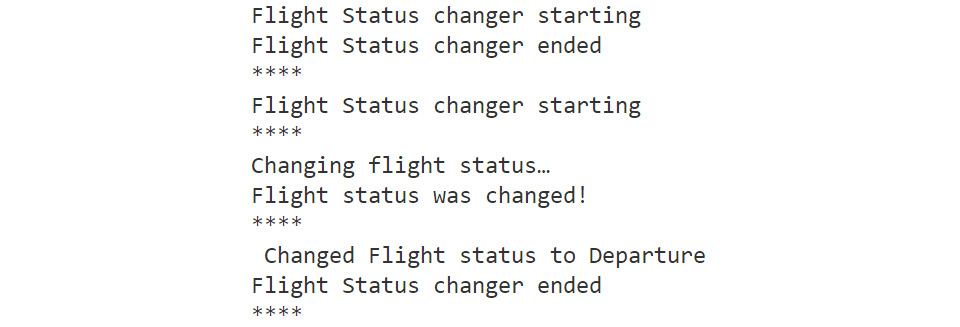 Flight Status changer starting
Flight Status changer ended
****
Flight Status changer starting
****
Changing flight status…
Flight status was changed!
****
Changed Flight status to Departure
Flight Status changer ended
****